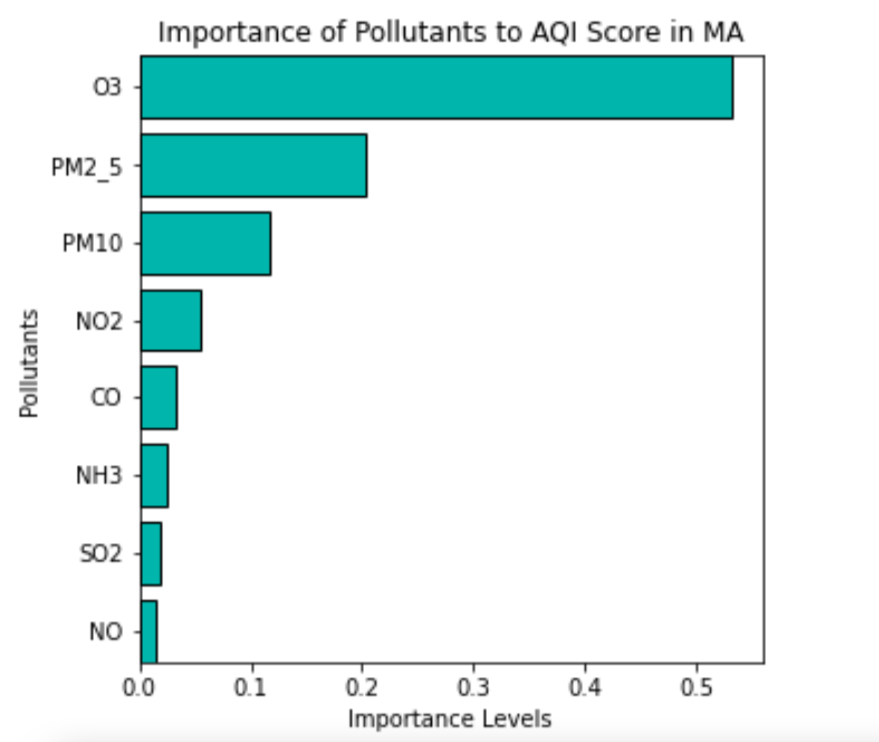 Importance of Pollutants to AQI Score in MA
O3
PM2_5
PM10
NO2
CO
NH3
SO2
NO
Pollutants
0.0 0.1 0.2 0.3 0.4 0.5
Importance Levels